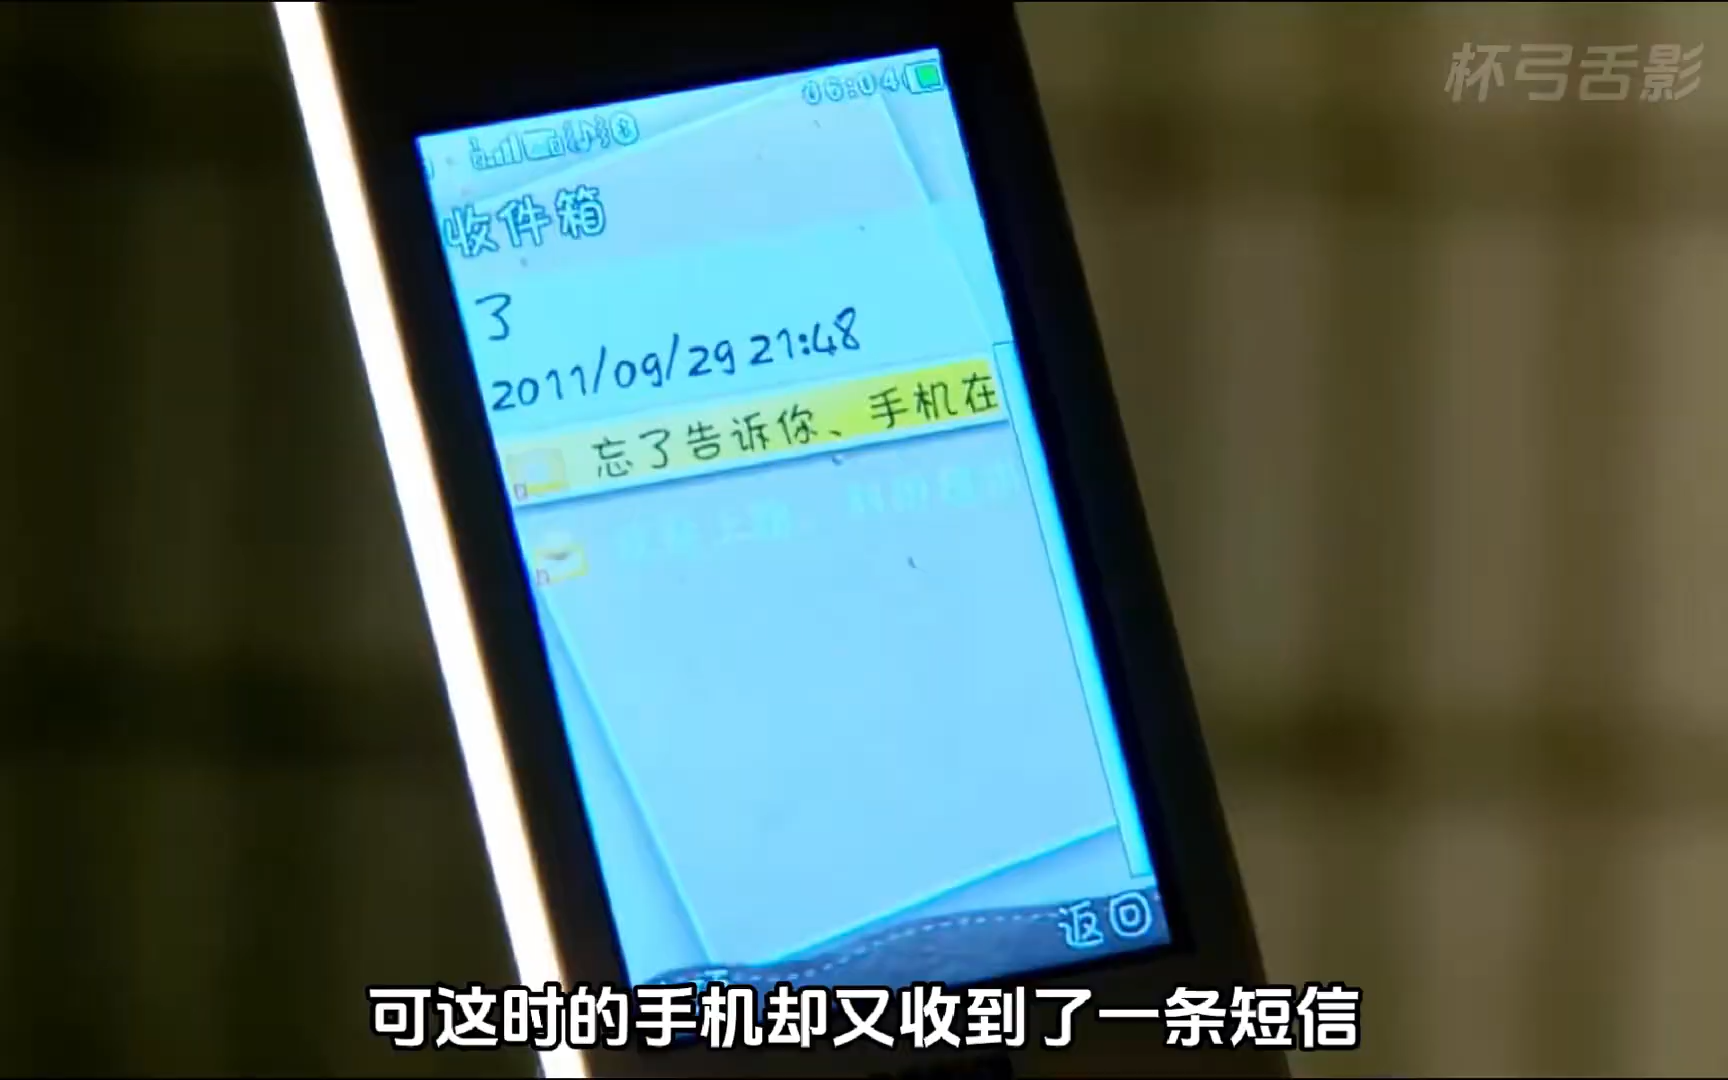 杯弓舌影
06:04
收件箱
了
2011/09/29 21:48
忘了告诉你、手机在
返回
可这时的手机却又收到了一条短信